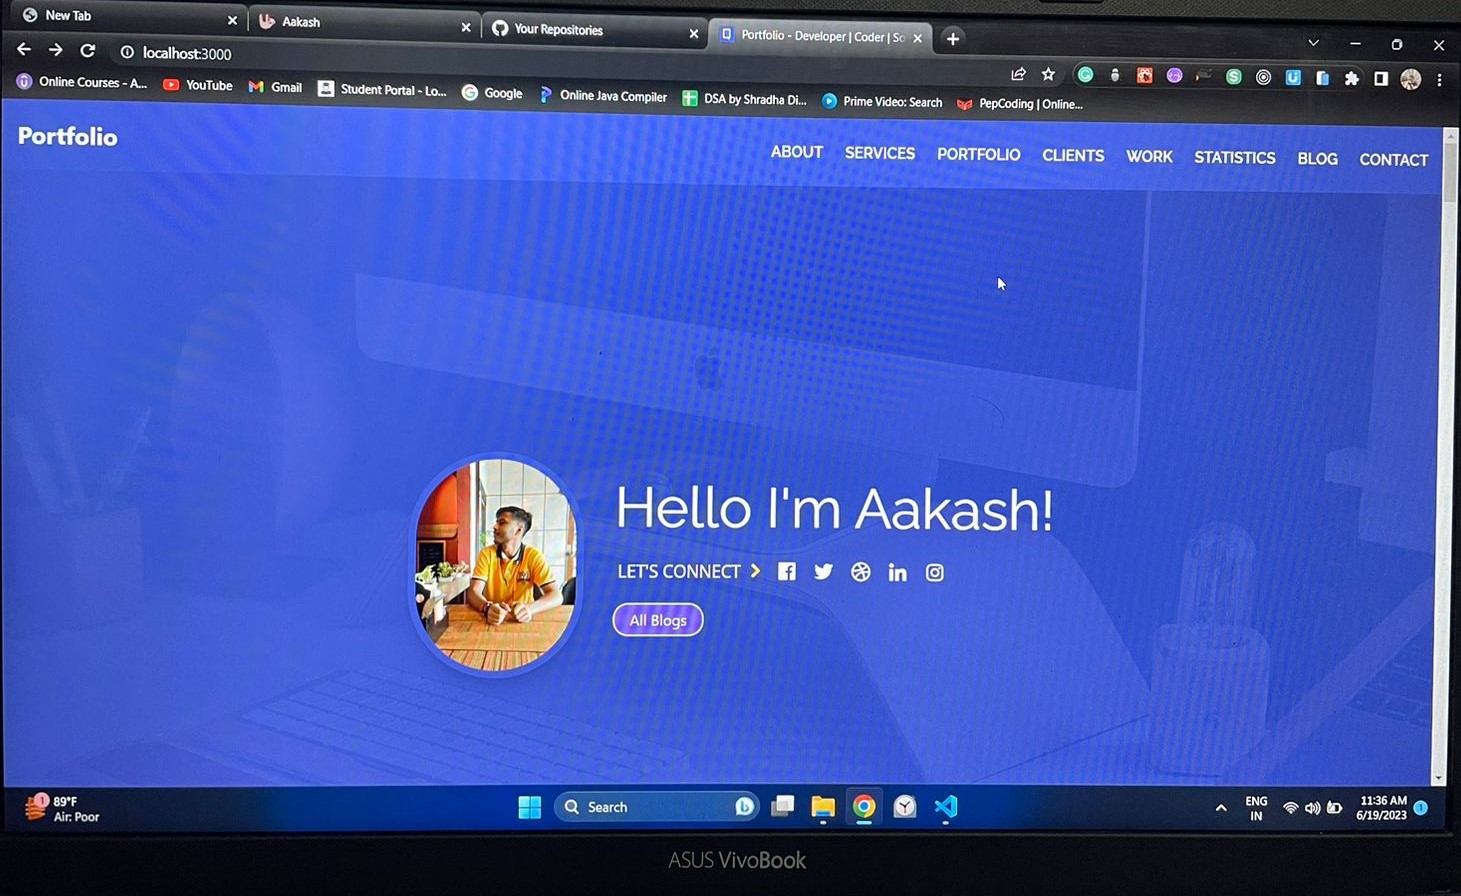 New Tab
Aakash
Your Repositories
Portfolio - Developer | Coder | So
localhost:3000
Online Courses - A...
YouTube
Gmail
Student Portal - Lo...
Google
Online Java Compiler
DSA by Shradha Di...
Prime Video: Search
PepCoding | Online...
Portfolio
ABOUT SERVICES PORTFOLIO CLIENTS WORK STATISTICS BLOG CONTACT
Hello I'm Aakash!
LET'S CONNECT
All Blogs
1
89°F
Air: Poor
Search
ENG
IN
11:36 AM
6/19/2023
1
ASUS VivoBook